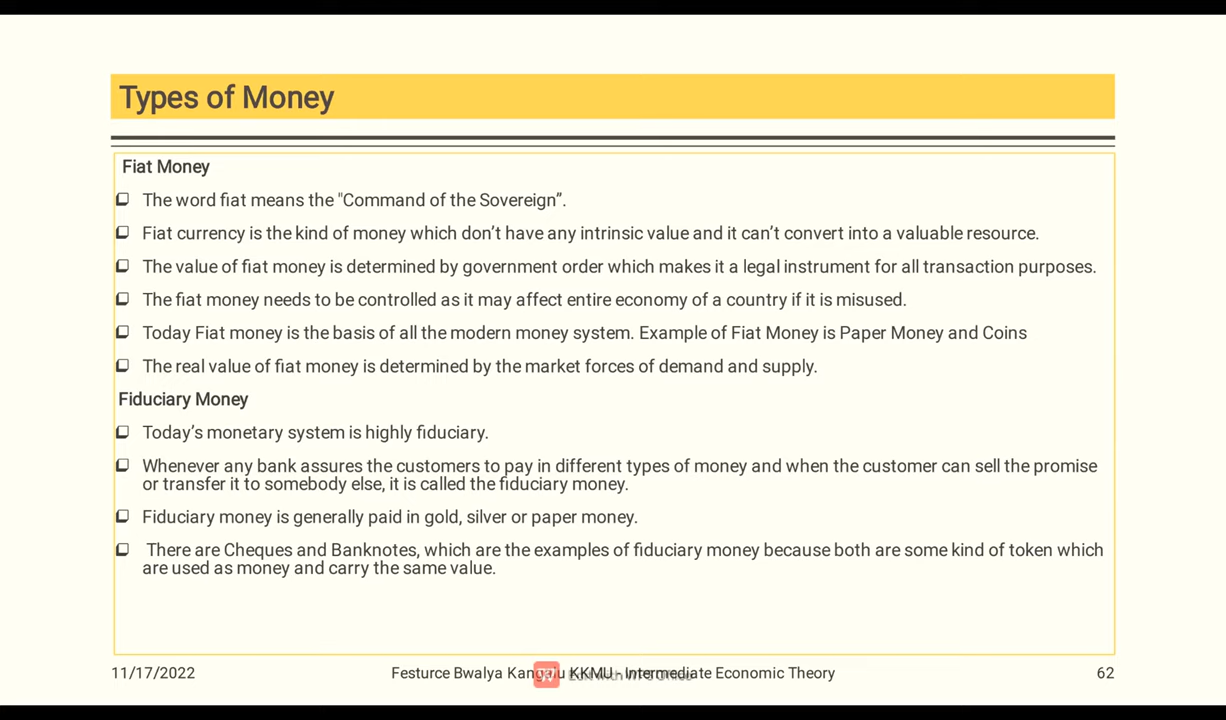 Types of Money
Fiat Money
The word fiat means the "Command of the Sovereign”.
Fiat currency is the kind of money which don’t have any intrinsic value and it can’t convert into a valuable resource.
The value of fiat money is determined by government order which makes it a legal instrument for all transaction purposes.
The fiat money needs to be controlled as it may affect entire economy of a country if it is misused.
Today Fiat money is the basis of all the modern money system. Example of Fiat Money is Paper Money and Coins
The real value of fiat money is determined by the market forces of demand and supply.
Fiduciary Money
Today’s monetary system is highly fiduciary.
Whenever any bank assures the customers to pay in different types of money and when the customer can sell the promise
or transfer it to somebody else, it is called the fiduciary money.
Fiduciary money is generally paid in gold, silver or paper money.
There are Cheques and Banknotes, which are the examples of fiduciary money because both are some kind of token which
are used as money and carry the same value.
11/17/2022
Festurce Bwalya KKMU - Intermediate Economic Theory
62